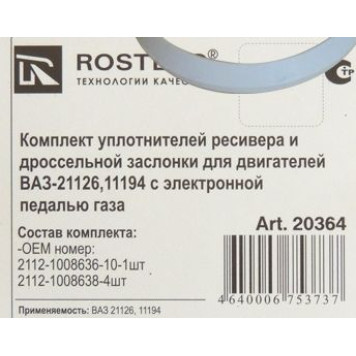 ROST
ТЕХНОЛОГИИ КАЧЕС
Комплект уплотнителей ресивера и
дроссельной заслонки для двигателей
ВАЗ-21126,11194 с электронной
педалью газа
Art. 20364
Состав комплекта:
-OEM номер:
2112-1008636-10-1шт
2112-1008638-4шт
4640006753737
Применяемость: ВАЗ 21126, 11194